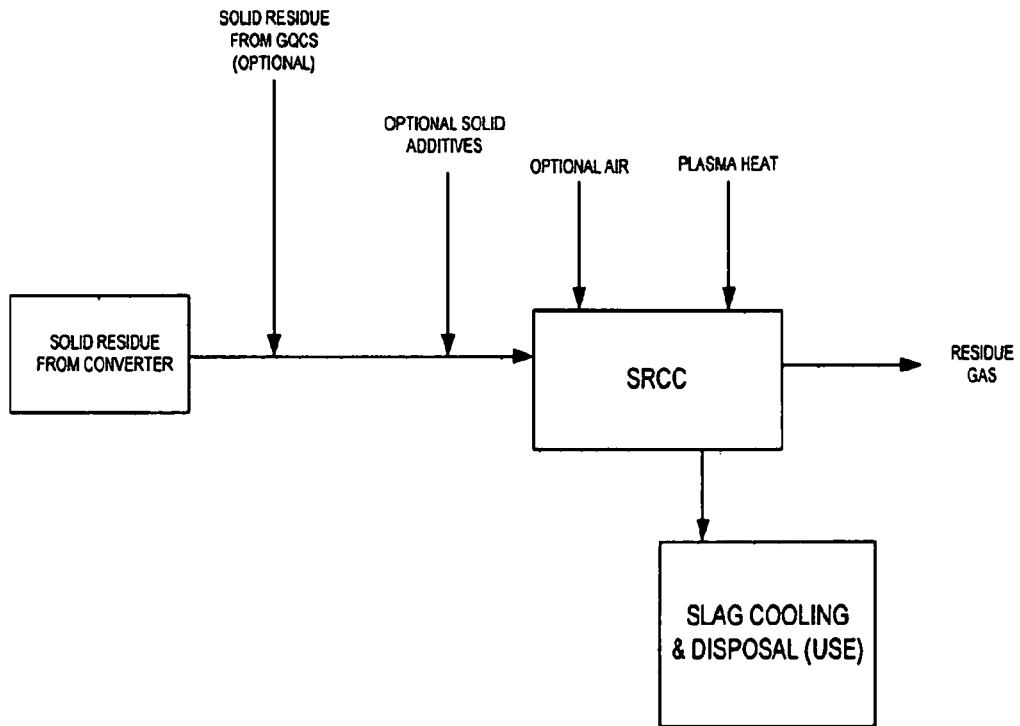 SOLID RESIDUE
FROM GQCS
(OPTIONAL)
OPTIONAL SOLID
ADDITIVES
OPTIONAL AIR
PLASMA HEAT
SOLID RESIDUE
FROM CONVERTER
SRCC
RESIDUE
GAS
SLAG COOLING
& DISPOSAL (USE)